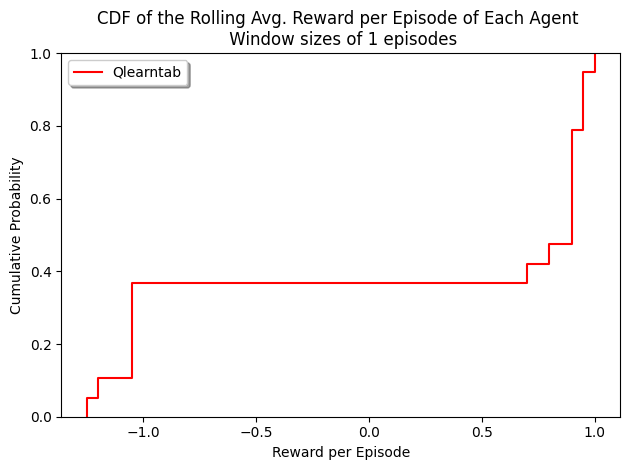 CDF of the Rolling Avg. Reward per Episode of Each Agent
Window sizes of 1 episodes
Qlearntab
Cumulative Probability
1.0
0.8
0.6
0.4
0.2
0.0
−1.0 −0.5 0.0 0.5 1.0
Reward per Episode